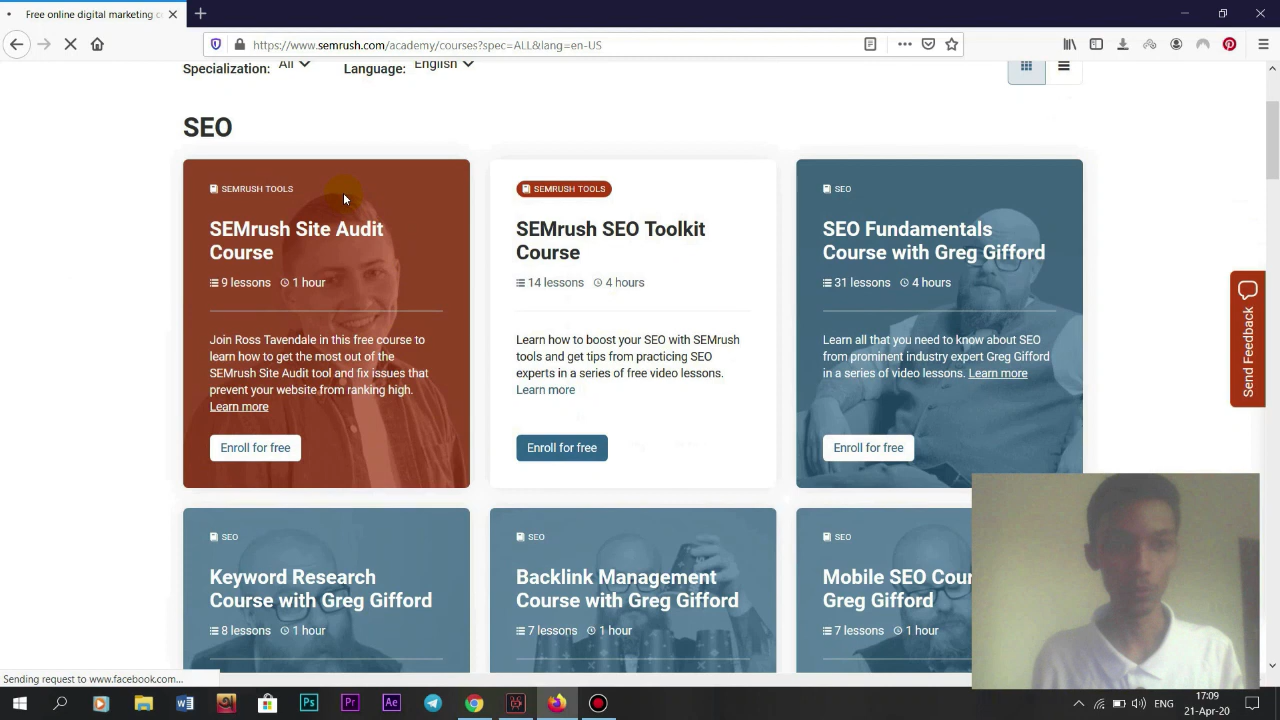 Free online digital marketing c
https://www.semrush.com/academy/courses?spec=ALL&lang=en-US
Specialization: All Language: English
SEO
SEMRUSH TOOLS
SEMrush Site Audit
Course
9 lessons 1 hour
Join Ross Tavendale in this free course to
learn how to get the most out of the
SEMrush Site Audit tool and fix issues that
prevent your website from ranking high.
Learn more
Enroll for free
SEMRUSH TOOLS
SEMrush SEO Toolkit
Course
14 lessons 4 hours
Learn how to boost your SEO with SEMrush
tools and get tips from practicing SEO
experts in a series of free video lessons.
Learn more
Enroll for free
SEO
SEO Fundamentals
Course with Greg Gifford
31 lessons 4 hours
Learn all that you need to know about SEO
from prominent industry expert Greg Gifford
in a series of video lessons. Learn more
Enroll for free
Send Feedback
SEO
Keyword Research
Course with Greg Gifford
8 lessons 1 hour
SEO
Backlink Management
Course with Greg Gifford
7 lessons 1 hour
SEO
Mobile SEO Cou
Greg Gifford
7 lessons 1 hour
Sending request to www.facebook.com...
Ps Pr Ae
ENG
17:09
21-Apr-20